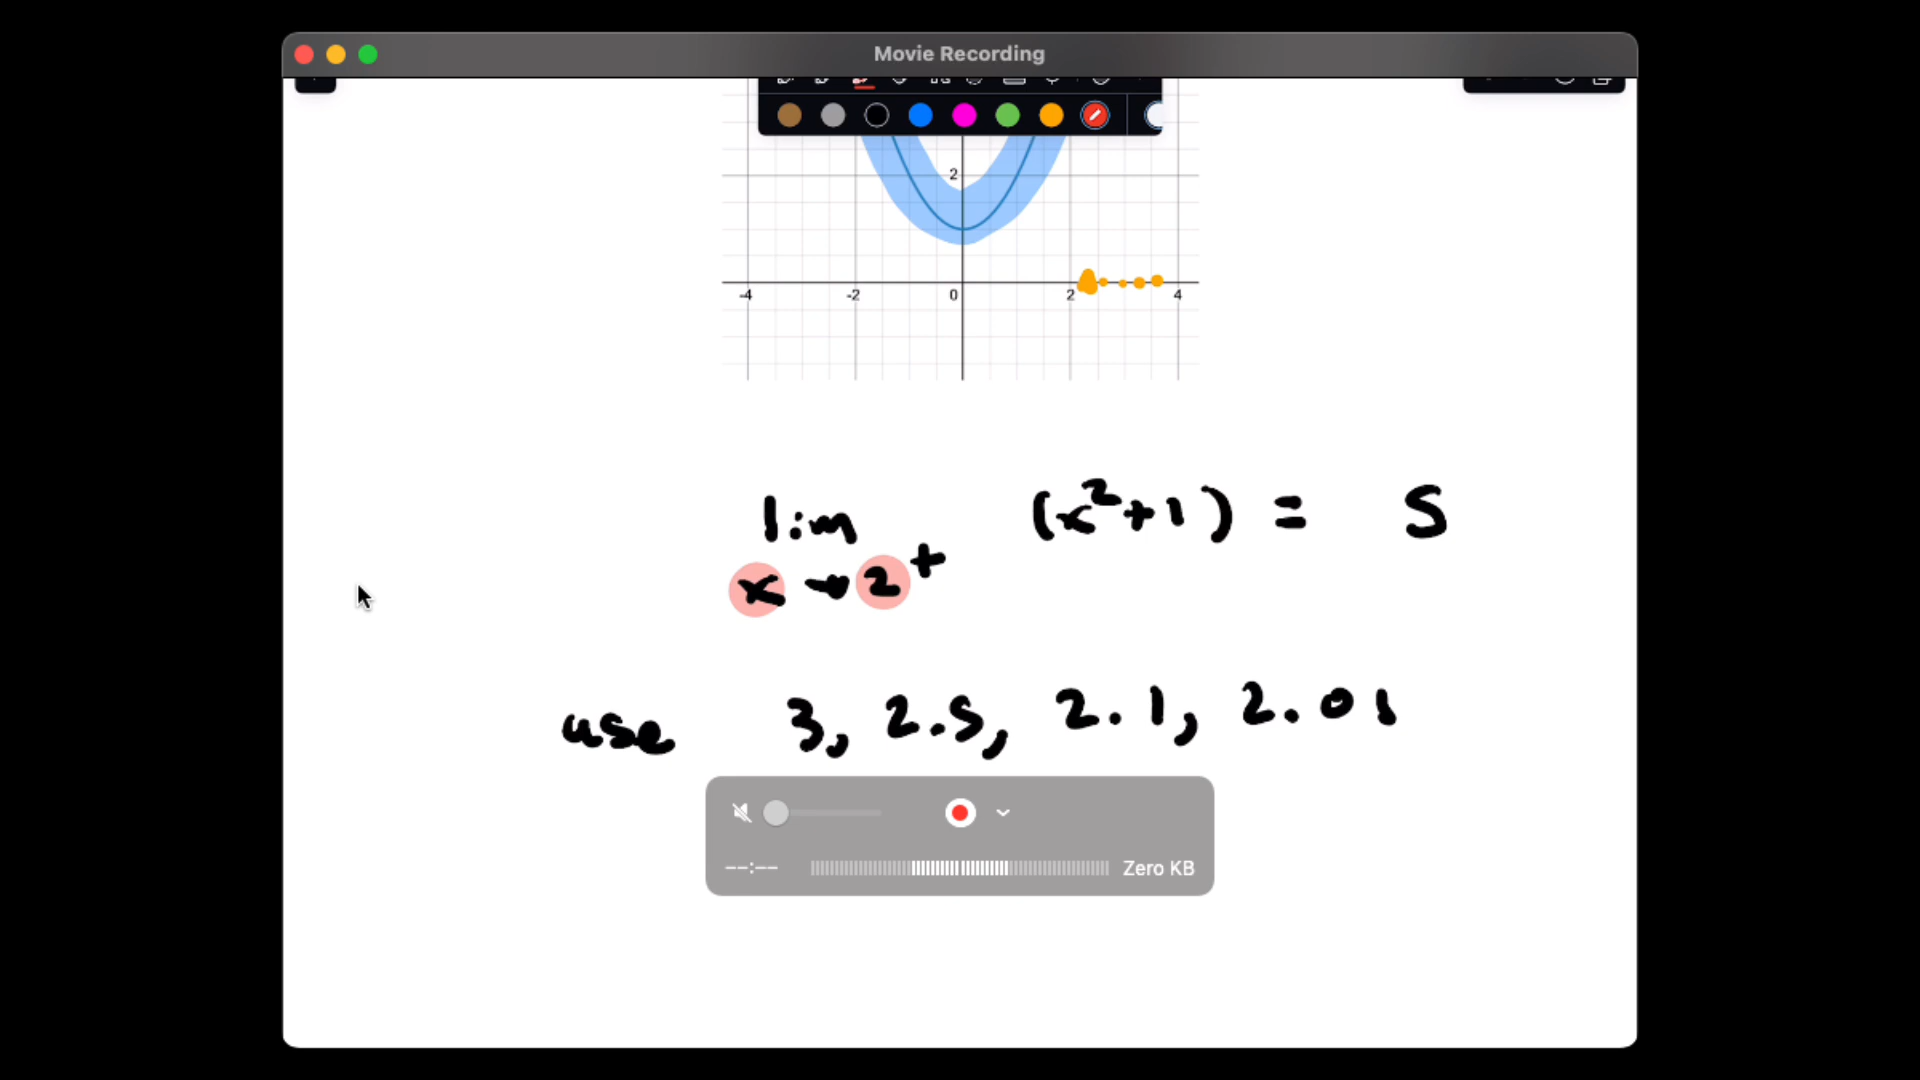 Movie Recording
2
-4 -2 0 2 4
lim (x²+1) = 5
x → 2⁺
use 3, 2.5, 2.1, 2.01
--:-- Zero KB